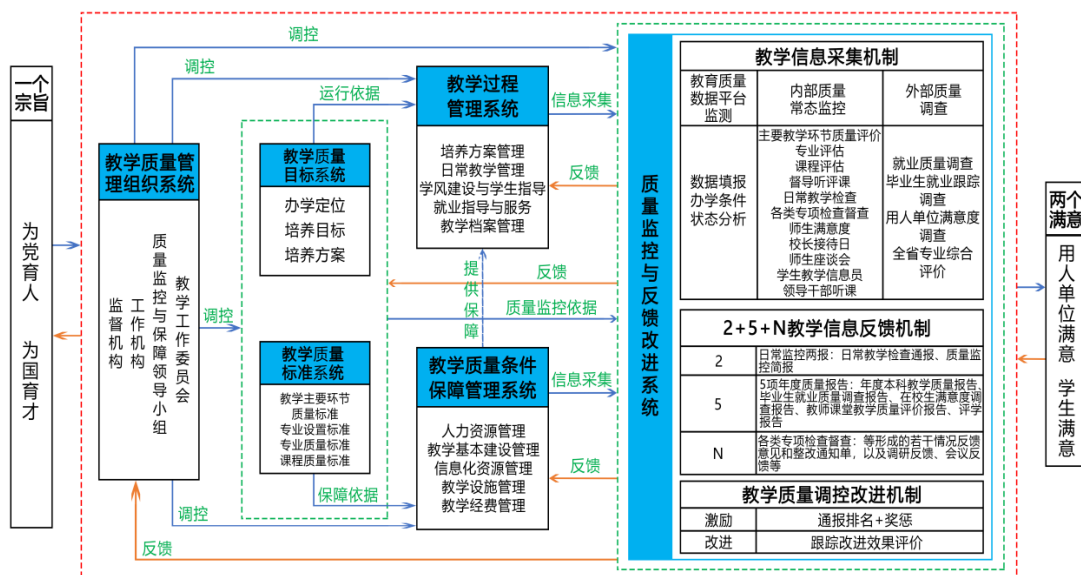 一个
宗旨
为党育人 为国育才
教学质量管
理组织系统
教学工作委员会
质量监控与保障领导小组
工作机构
监督机构
调控
调控
调控
调控
反馈
运行依据
教学质量
目标系统
办学定位
培养目标
培养方案
教学质量
标准系统
教学主要环节
质量标准
专业设置标准
专业质量标准
课程质量标准
保障依据
教学过程
管理系统
培养方案管理
日常教学管理
学风建设与学生指导
就业指导与服务
教学档案管理
提供保障
教学质量条件
保障管理系统
人力资源管理
教学基本建设管理
信息化资源管理
教学设施管理
教学经费管理
信息采集
反馈
反馈
质量监控依据
信息采集
反馈
质量监控与反馈改进系统
教学信息采集机制
教育质量
数据平台
监测
内部质量
常态监控
外部质量
调查
数据填报
办学条件
状态分析
主要教学环节质量评价
专业评估
课程评估
督导听评课
日常教学检查
各类专项检查督查
师生满意度
校长接待日
师生座谈会
学生教学信息员
领导干部听课
就业质量调查
毕业生就业跟踪
调查
用人单位满意度
调查
全省专业综合
评价
2+5+N教学信息反馈机制
2
日常监控两报：日常教学检查通报、质量监
控简报
5
5项年度质量报告：年度本科教学质量报告、
毕业生就业质量调查报告、在校生满意度调
查报告、教师课堂教学质量评价报告、评学
报告
N
各类专项检查督查：等形成的若干情况反馈
意见和整改通知单，以及调研反馈、会议反
馈等
教学质量调控改进机制
激励
通报排名+奖惩
改进
跟踪改进效果评价
两个
满意
用人单位满意 学生满意